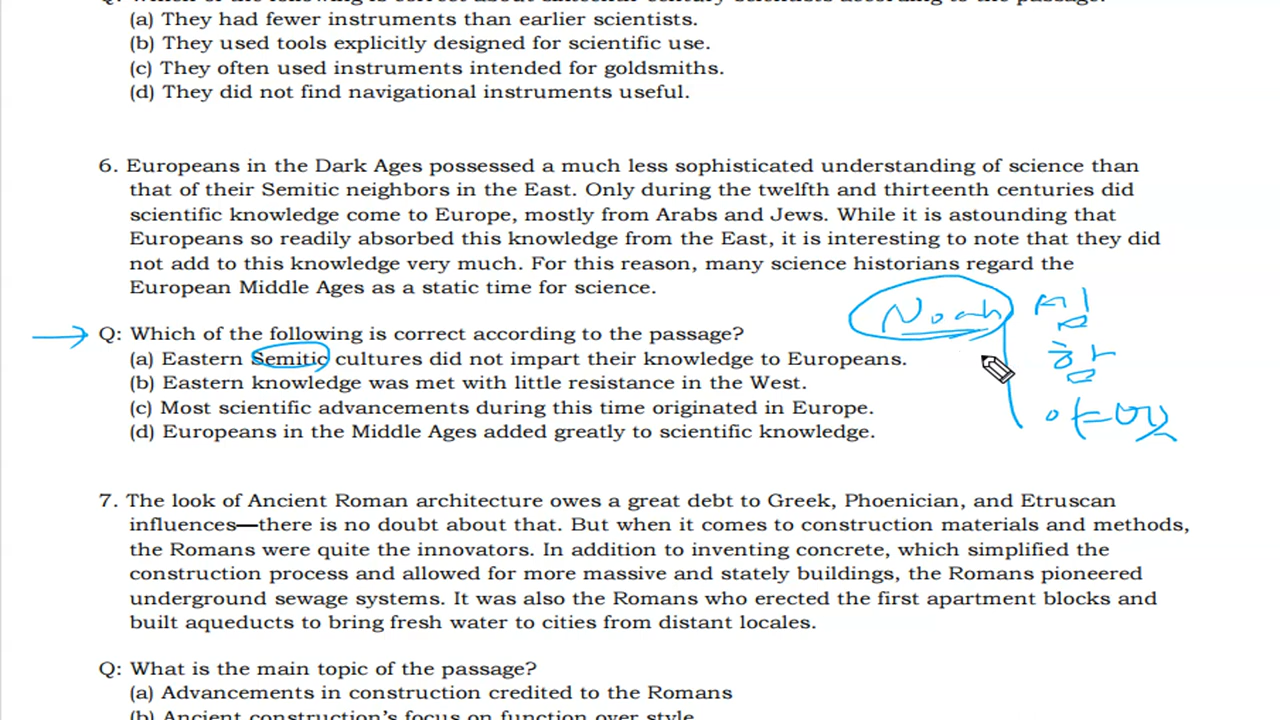 (a) They had fewer instruments than earlier scientists.
(b) They used tools explicitly designed for scientific use.
(c) They often used instruments intended for goldsmiths.
(d) They did not find navigational instruments useful.
6. Europeans in the Dark Ages possessed a much less sophisticated understanding of science than
that of their Semitic neighbors in the East. Only during the twelfth and thirteenth centuries did
scientific knowledge come to Europe, mostly from Arabs and Jews. While it is astounding that
Europeans so readily absorbed this knowledge from the East, it is interesting to note that they did
not add to this knowledge very much. For this reason, many science historians regard the
European Middle Ages as a static time for science.
Noah
셈
함
야벳
Q: Which of the following is correct according to the passage?
(a) Eastern Semitic cultures did not impart their knowledge to Europeans.
(b) Eastern knowledge was met with little resistance in the West.
(c) Most scientific advancements during this time originated in Europe.
(d) Europeans in the Middle Ages added greatly to scientific knowledge.
7. The look of Ancient Roman architecture owes a great debt to Greek, Phoenician, and Etruscan
influences—there is no doubt about that. But when it comes to construction materials and methods,
the Romans were quite the innovators. In addition to inventing concrete, which simplified the
construction process and allowed for more massive and stately buildings, the Romans pioneered
underground sewage systems. It was also the Romans who erected the first apartment blocks and
built aqueducts to bring fresh water to cities from distant locales.
Q: What is the main topic of the passage?
(a) Advancements in construction credited to the Romans
(b) Ancient construction's focus on function over style